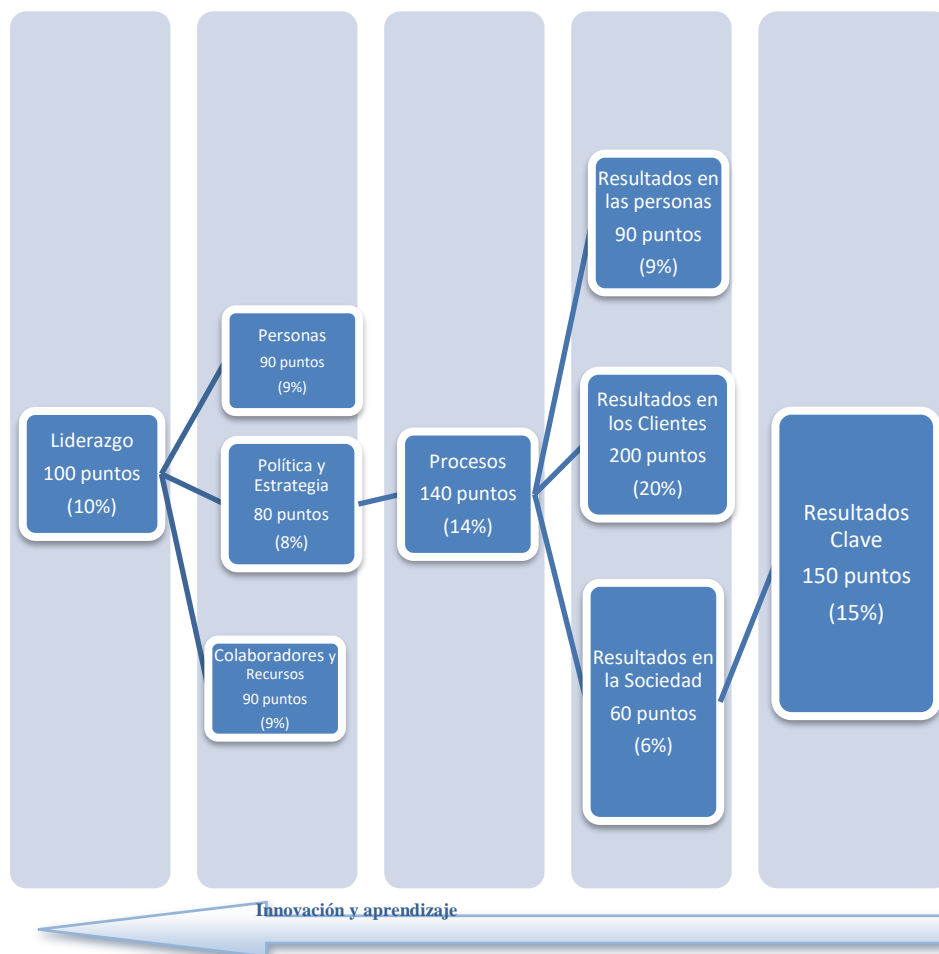 Liderazgo
100 puntos
(10%)
Personas
90 puntos
(9%)
Política y
Estrategia
80 puntos
(8%)
Colaboradores y
Recursos
90 puntos
(9%)
Procesos
140 puntos
(14%)
Resultados en
las personas
90 puntos
(9%)
Resultados en
los Clientes
200 puntos
(20%)
Resultados en
la Sociedad
60 puntos
(6%)
Resultados
Clave
150 puntos
(15%)
Innovación y aprendizaje